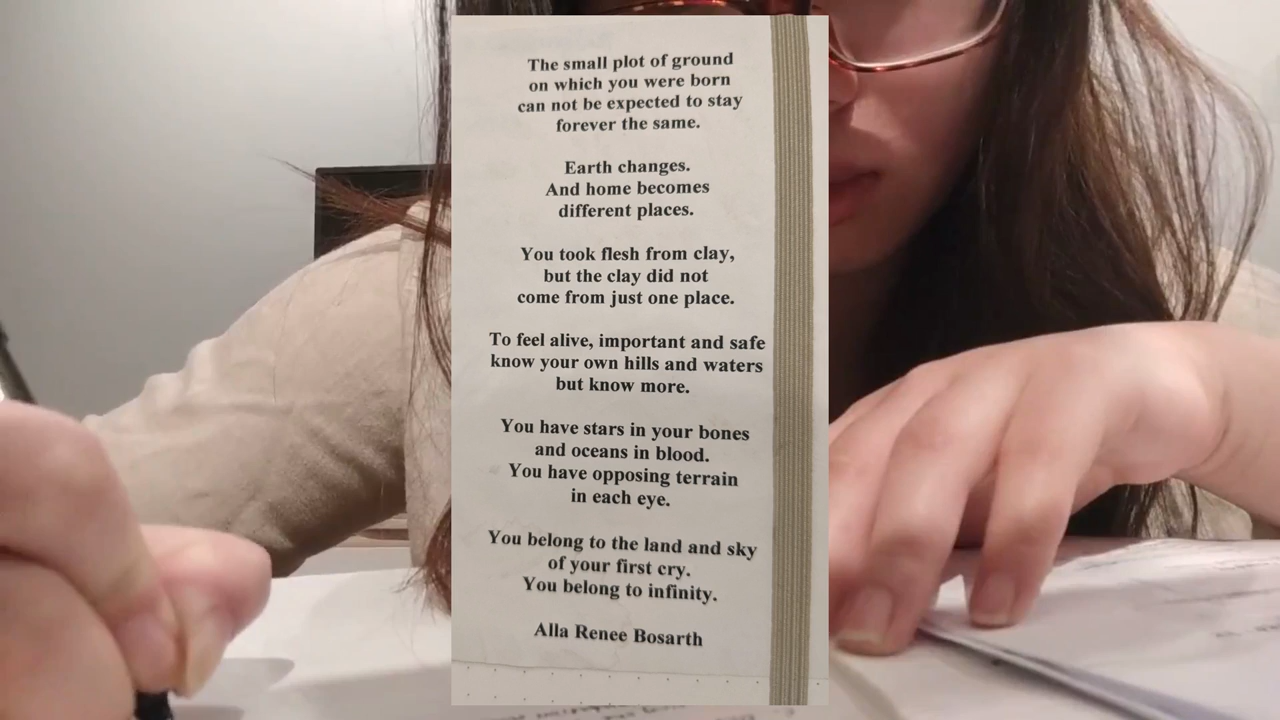 The small plot of ground
on which you were born
can not be expected to stay
forever the same.
Earth changes.
And home becomes
different places.
You took flesh from clay,
but the clay did not
come from just one place.
To feel alive, important and safe
know your own hills and waters
but know more.
You have stars in your bones
and oceans in blood.
You have opposing terrain
in each eye.
You belong to the land and sky
of your first cry.
You belong to infinity.
Alla Renee Bosarth